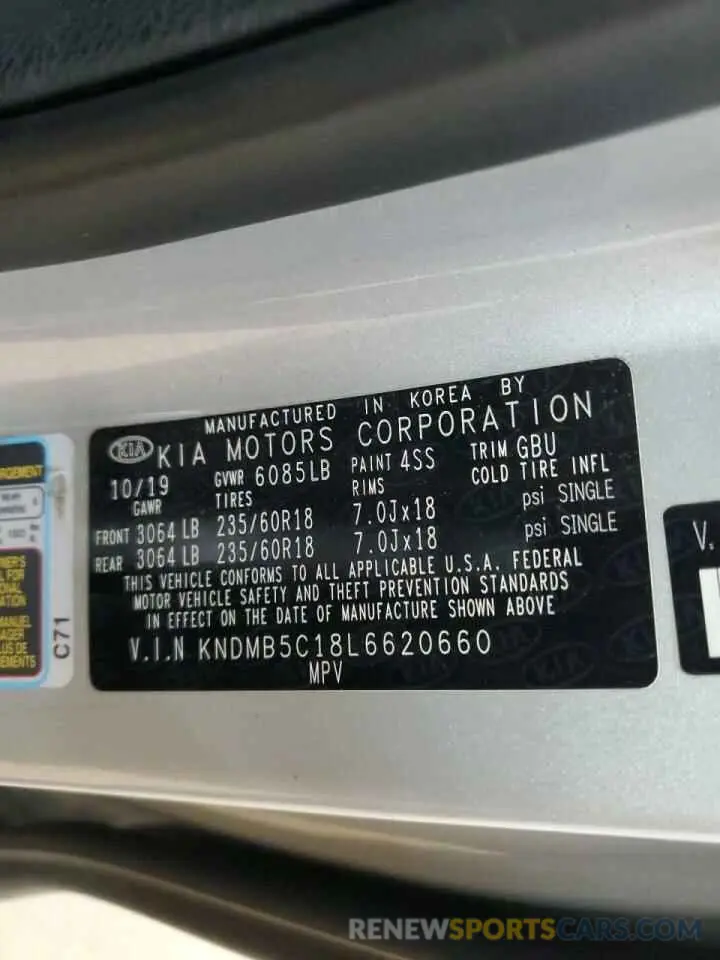 MANUFACTURED IN KOREA BY
KIA KIA MOTORS CORPORATION
10/19 GVWR 6085LB PAINT 4SS TRIM GBU
GAWR TIRES RIMS COLD TIRE INFL
FRONT 3064 LB 235/60R18 7.0Jx18 psi SINGLE
REAR 3064 LB 235/60R18 7.0Jx18 psi SINGLE
THIS VEHICLE CONFORMS TO ALL APPLICABLE U.S.A. FEDERAL
MOTOR VEHICLE SAFETY AND THEFT PREVENTION STANDARDS
IN EFFECT ON THE DATE OF MANUFACTURE SHOWN ABOVE
V.I.N KNDMB5C18L6620660
MPV
C71
V.
RENEWSPORTSCARS.COM